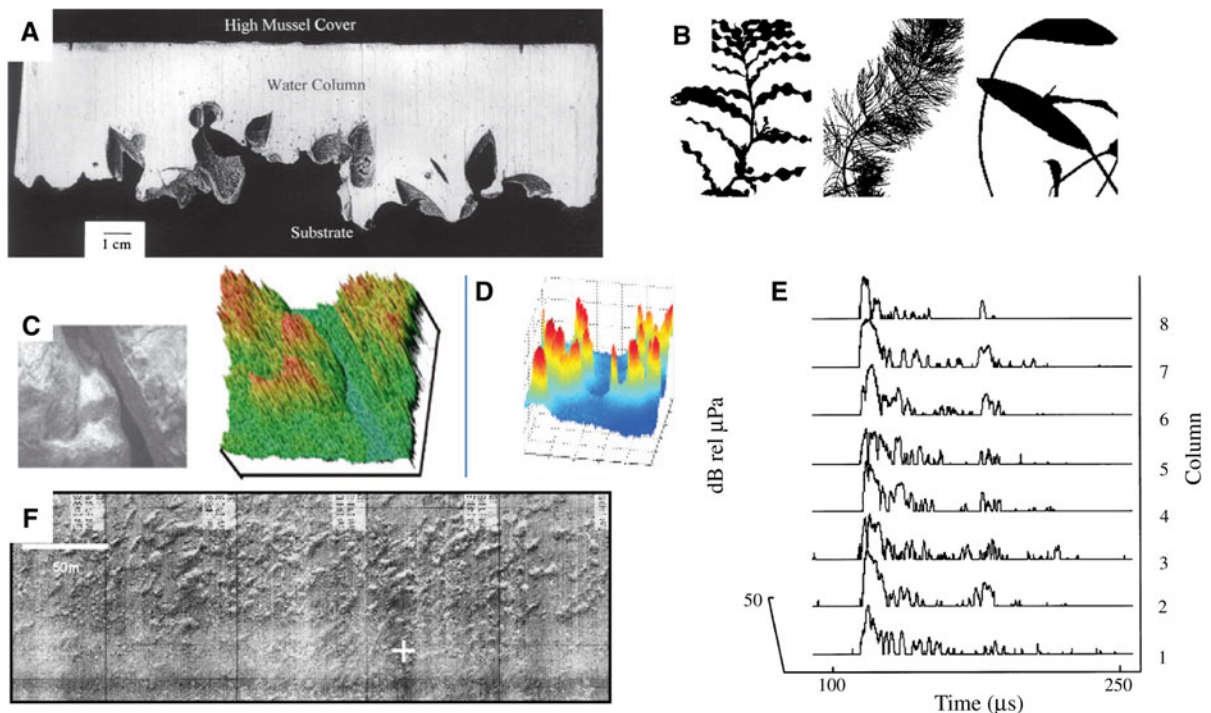 A
High Mussel Cover
Water Column
Substrate
1 cm
B
C
D
E
dB rel µPa
50
8
7
6
5
4
3
2
1
Column
100
250
Time (µs)
F
50m